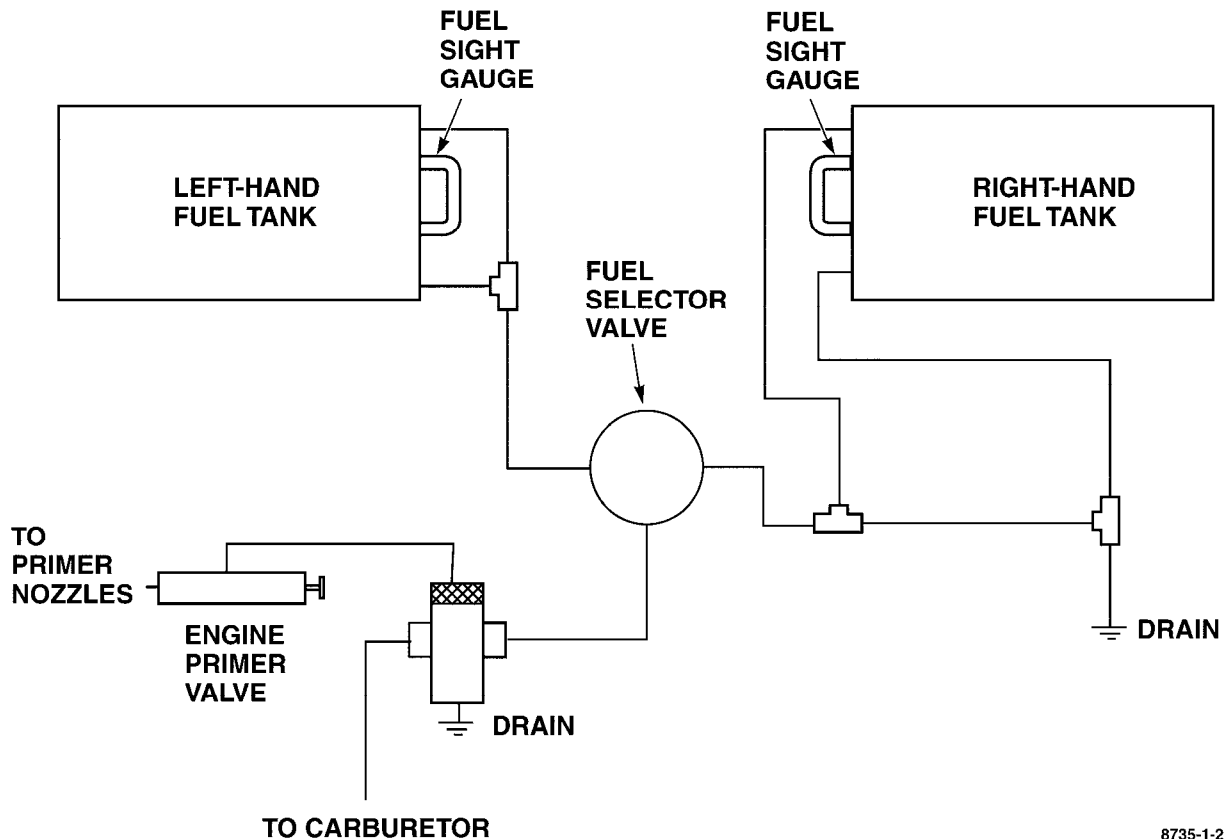 FUEL
SIGHT
GAUGE
FUEL
SIGHT
GAUGE
LEFT-HAND
FUEL TANK
RIGHT-HAND
FUEL TANK
FUEL
SELECTOR
VALVE
TO
PRIMER
NOZZLES
ENGINE
PRIMER
VALVE
DRAIN
DRAIN
TO CARBURETOR
8735-1-2